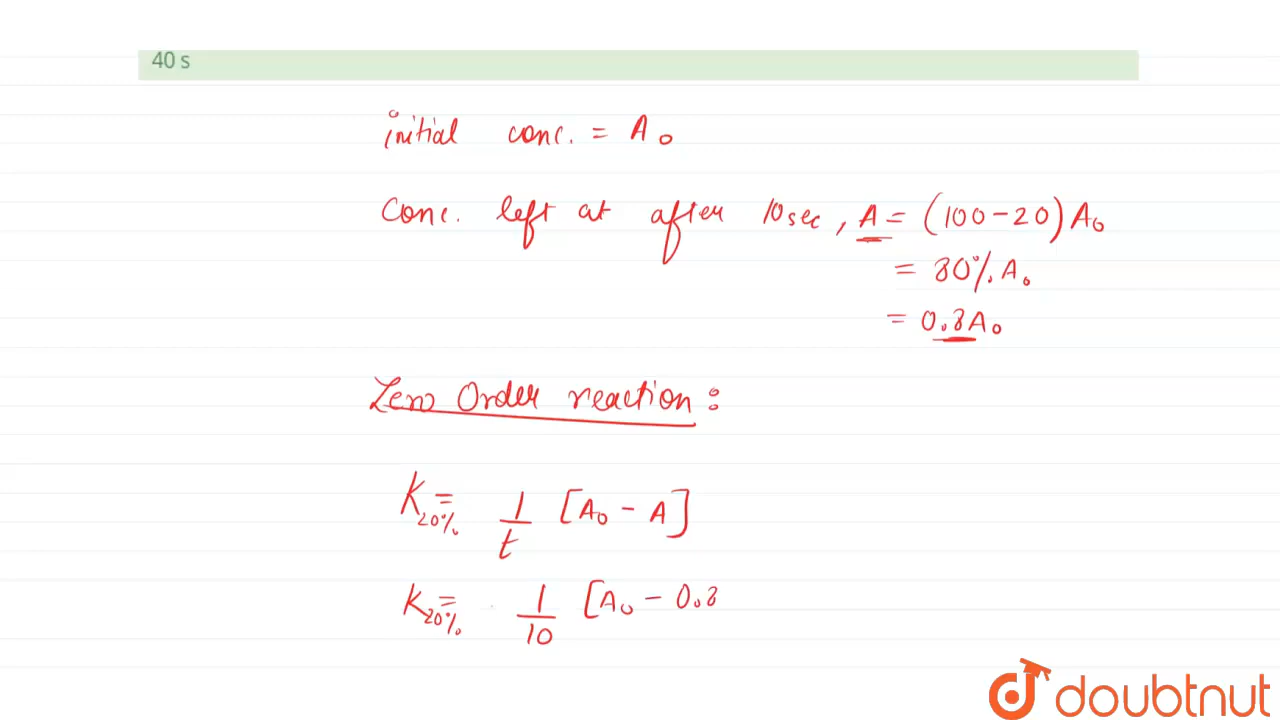 40 s
initial conc. = A₀
Conc. left at after 10sec, A = (100-20)A₀
= 80% A₀
= 0.8A₀
Zero Order reaction :
K₂₀% = 1/t [A₀ - A]
K₂₀% = 1/10 [A₀ - 0.8
doubtnut